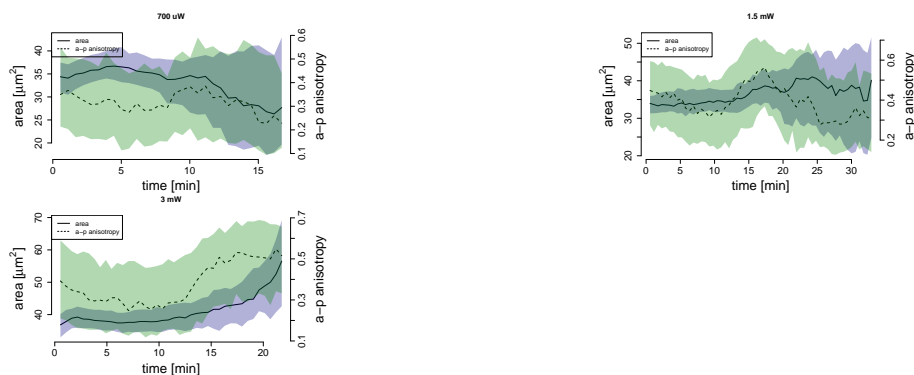 700 uW
area
a−p anisotropy
area [μm²]
40
35
30
25
20
0.6
0.5
0.4
0.3
0.2
0.1
a−p anisotropy
0 5 10 15
time [min]
1.5 mW
area
a−p anisotropy
area [μm²]
50
40
30
20
0.6
0.4
0.2
a−p anisotropy
0 5 10 15 20 25 30
time [min]
3 mW
area
a−p anisotropy
area [μm²]
70
60
50
40
0.7
0.5
0.3
0.1
a−p anisotropy
0 5 10 15 20
time [min]